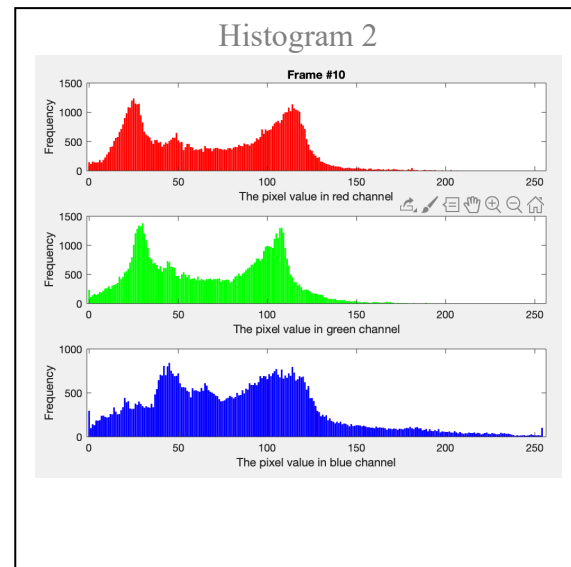 Histogram 2
Frame #10
1500
1000
500
0
Frequency
0 50 100 150 200 250
The pixel value in red channel
1500
1000
500
0
Frequency
0 50 100 150 200 250
The pixel value in green channel
1000
500
0
Frequency
0 50 100 150 200 250
The pixel value in blue channel